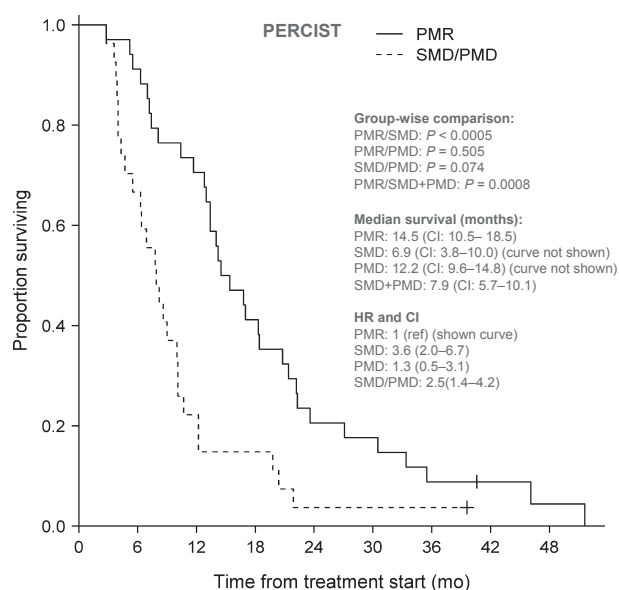 PERCIST
PMR
SMD/PMD
Group-wise comparison:
PMR/SMD: P < 0.0005
PMR/PMD: P = 0.505
SMD/PMD: P = 0.074
PMR/SMD+PMD: P = 0.0008
Median survival (months):
PMR: 14.5 (CI: 10.5– 18.5)
SMD: 6.9 (CI: 3.8–10.0) (curve not shown)
PMD: 12.2 (CI: 9.6–14.8) (curve not shown)
SMD+PMD: 7.9 (CI: 5.7–10.1)
HR and CI
PMR: 1 (ref) (shown curve)
SMD: 3.6 (2.0–6.7)
PMD: 1.3 (0.5–3.1)
SMD/PMD: 2.5(1.4–4.2)
Proportion surviving
1.0
0.8
0.6
0.4
0.2
0.0
0 6 12 18 24 30 36 42 48
Time from treatment start (mo)